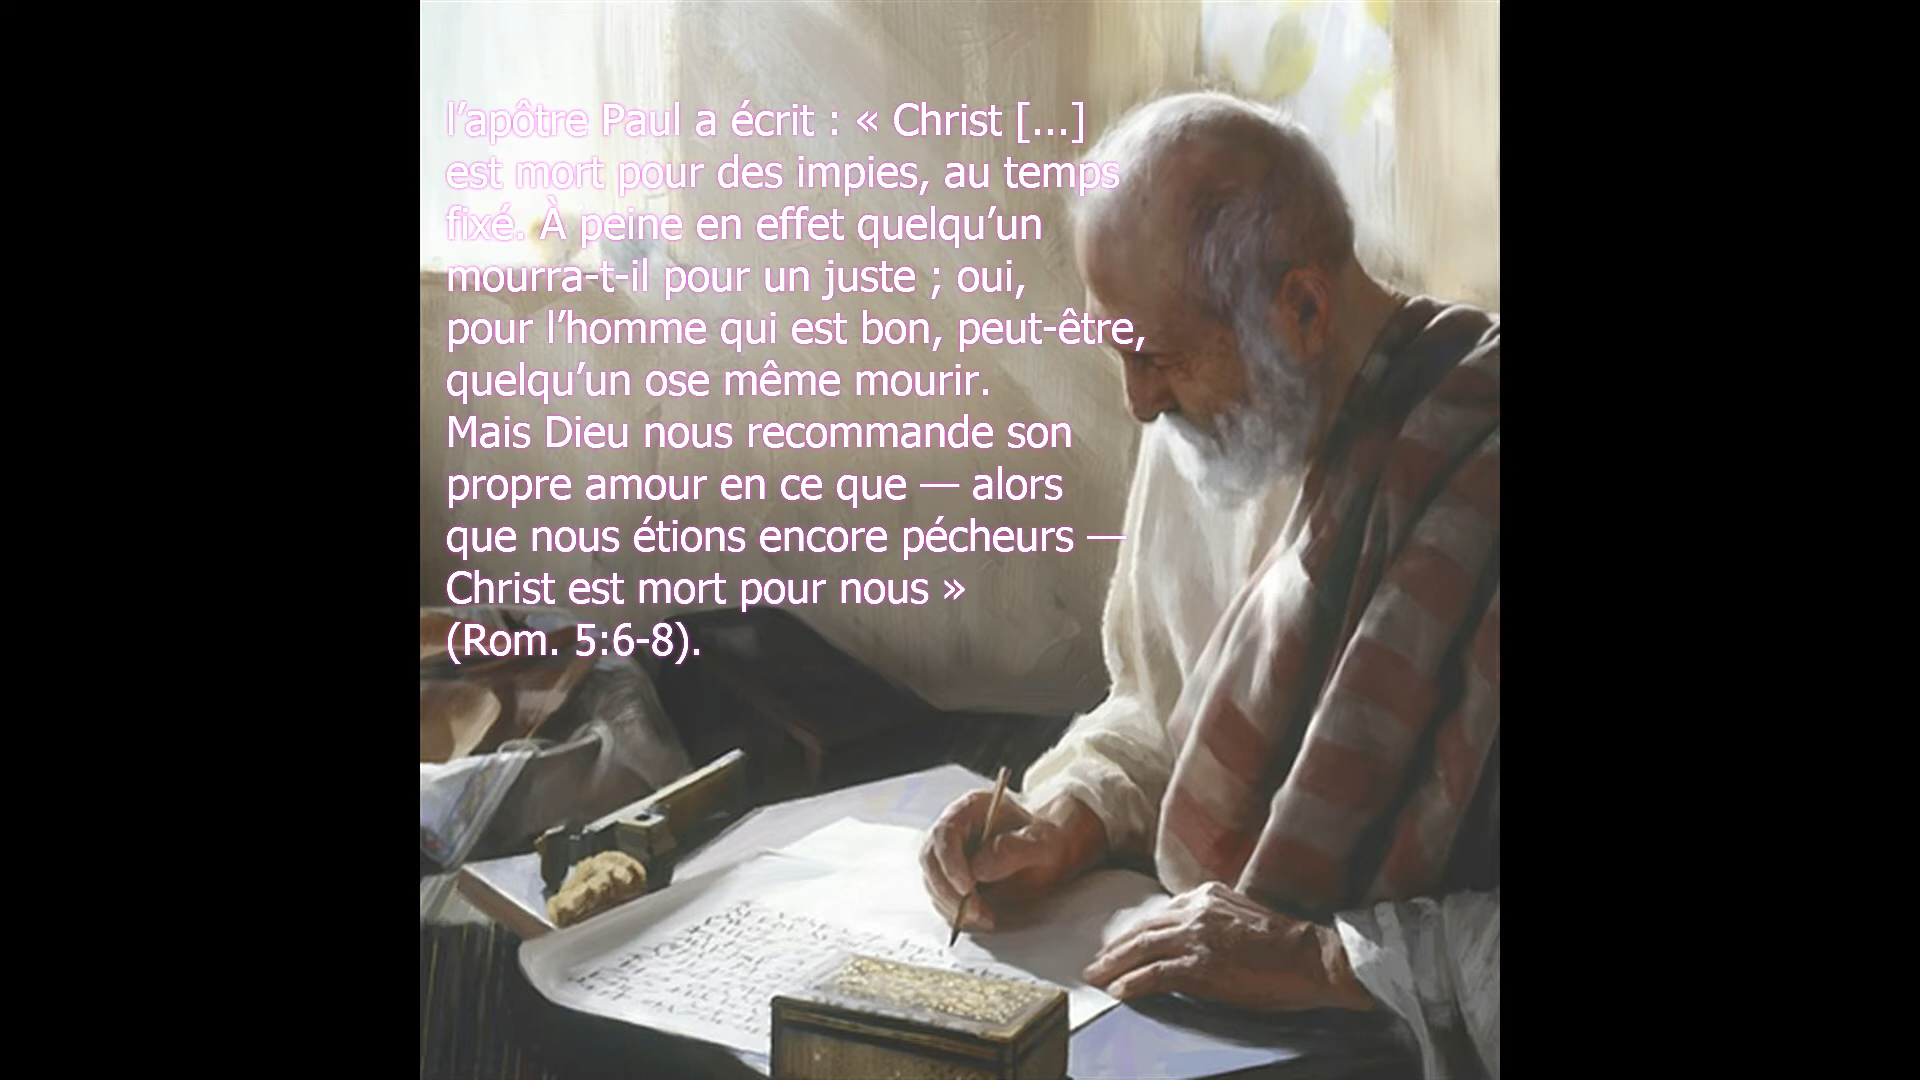 l’apôtre Paul a écrit : « Christ [...]
est mort pour des impies, au temps
fixé. À peine en effet quelqu’un
mourra-t-il pour un juste ; oui,
pour l’homme qui est bon, peut-être,
quelqu’un ose même mourir.
Mais Dieu nous recommande son
propre amour en ce que — alors
que nous étions encore pécheurs —
Christ est mort pour nous »
(Rom. 5:6-8).